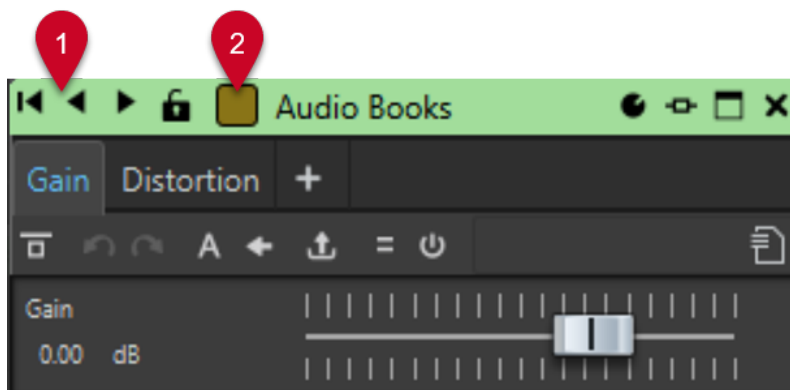 1 2
Audio Books
Gain Distortion +
A =
Gain
0.00 dB